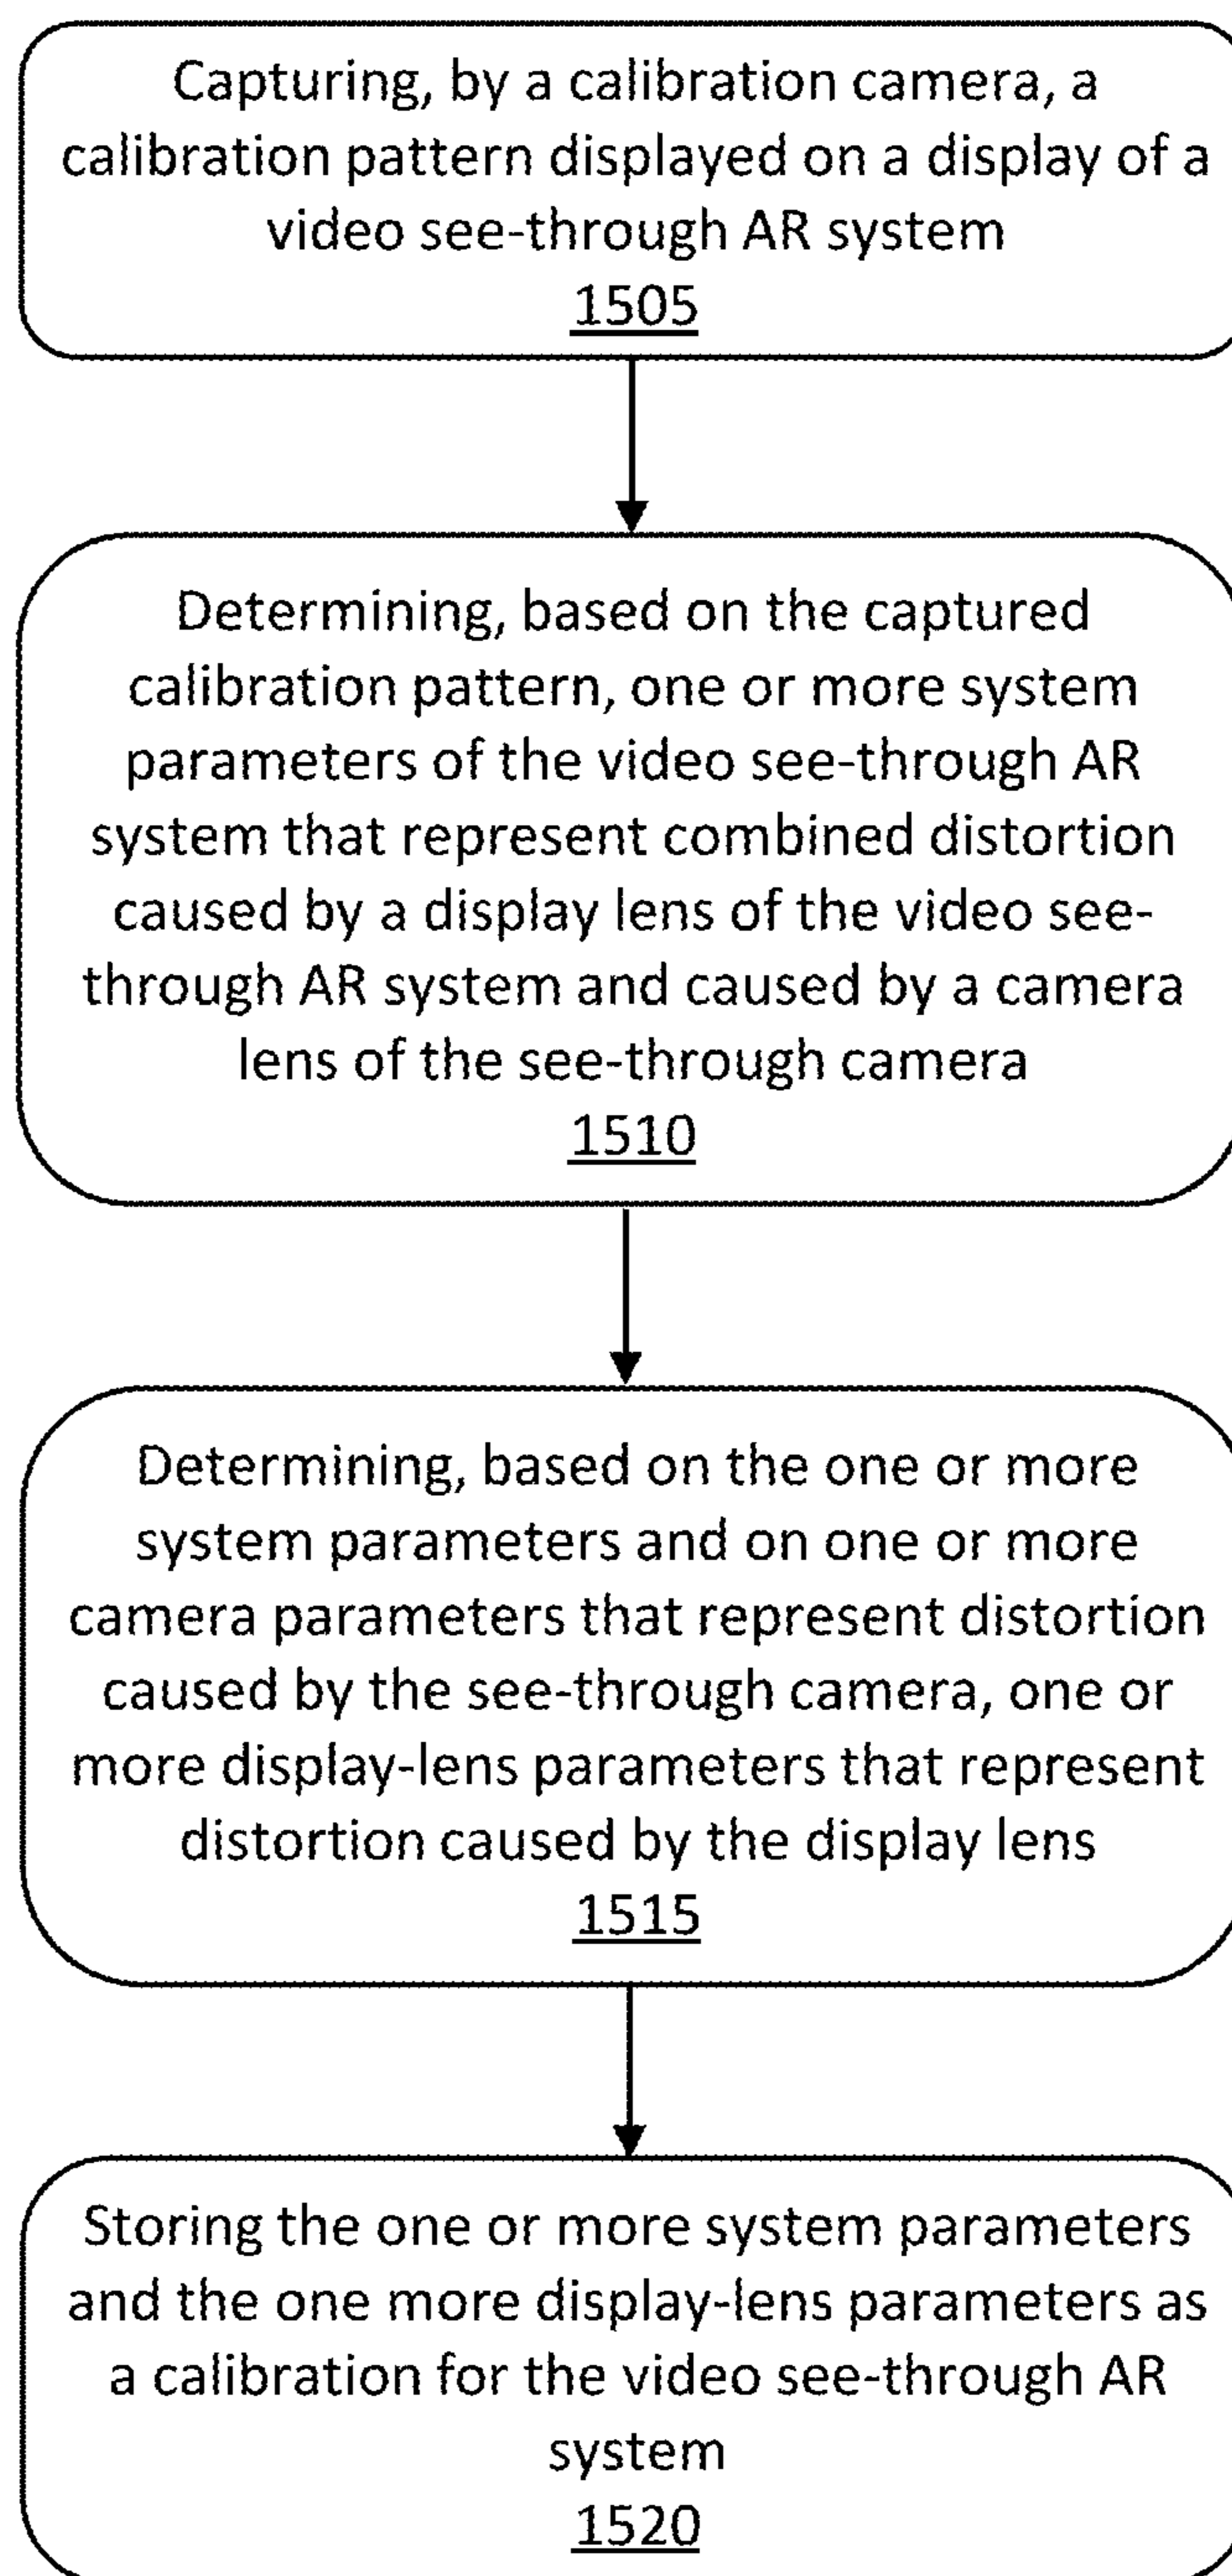 Capturing, by a calibration camera, a
calibration pattern displayed on a display of a
video see-through AR system
1505
Determining, based on the captured
calibration pattern, one or more system
parameters of the video see-through AR
system that represent combined distortion
caused by a display lens of the video see-
through AR system and caused by a camera
lens of the see-through camera
1510
Determining, based on the one or more
system parameters and on one or more
camera parameters that represent distortion
caused by the see-through camera, one or
more display-lens parameters that represent
distortion caused by the display lens
1515
Storing the one or more system parameters
and the one more display-lens parameters as
a calibration for the video see-through AR
system
1520